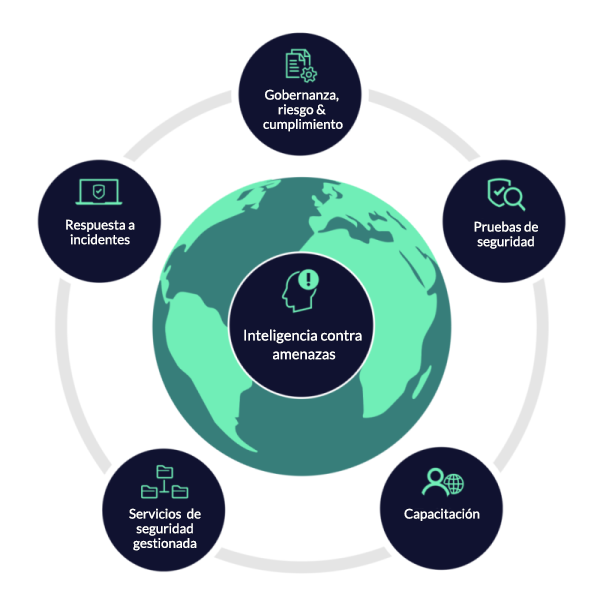 Gobernanza,
riesgo &
cumplimiento
Respuesta a
incidentes
Pruebas de
seguridad
Inteligencia contra
amenazas
Servicios de
seguridad
gestionada
Capacitación